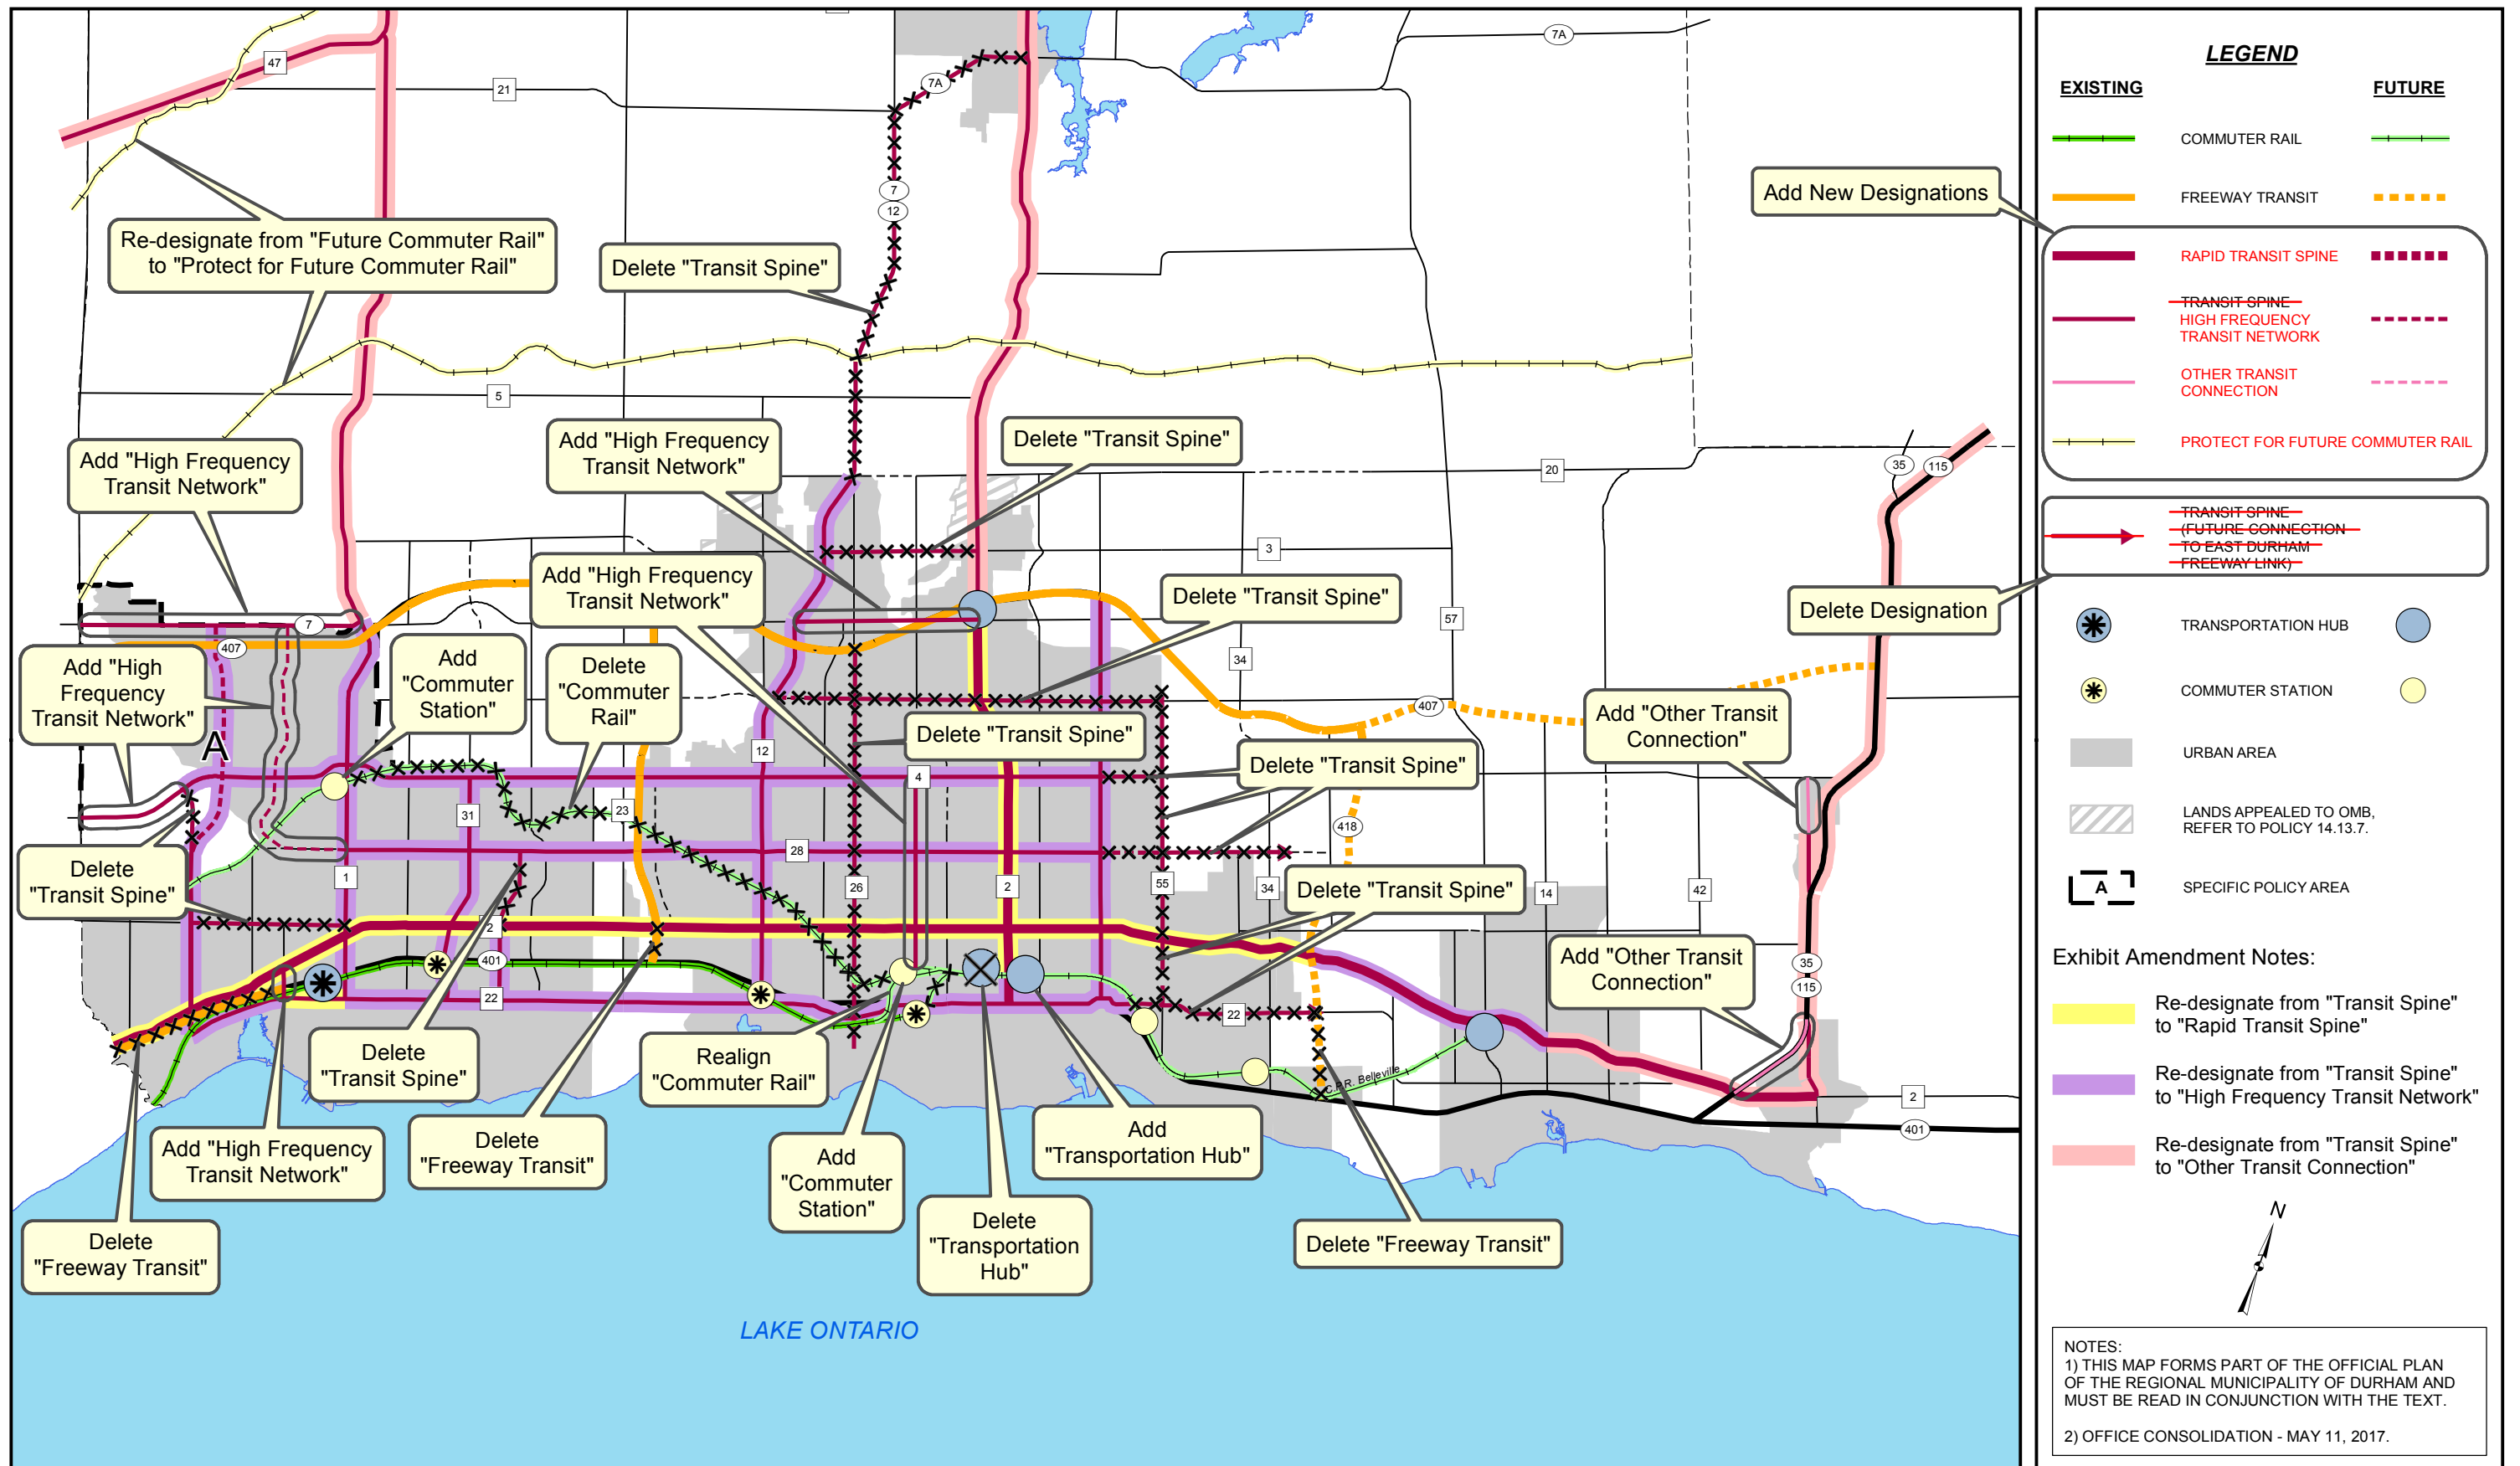 7A
47
21
7A
7
12
Re-designate from "Future Commuter Rail"
to "Protect for Future Commuter Rail"
Delete "Transit Spine"
Add New Designations
5
Add "High Frequency
Transit Network"
Add "High Frequency
Transit Network"
Delete "Transit Spine"
20
35
115
3
Add "High Frequency
Transit Network"
Delete "Transit Spine"
Delete Designation
7
407
57
34
Add "High
Frequency
Transit Network"
Add
"Commuter
Station"
Delete
"Commuter
Rail"
407
Add "Other Transit
Connection"
A
12
Delete "Transit Spine"
Delete "Transit Spine"
4
31
23
418
28
Delete
"Transit Spine"
1
26
2
55
34
Delete "Transit Spine"
14
42
2
401
22
Add "Other Transit
Connection"
35
115
22
Delete
"Transit Spine"
Realign
"Commuter Rail"
C.P.R. Belleville
2
401
Add "High Frequency
Transit Network"
Delete
"Freeway Transit"
Add
"Commuter
Station"
Add
"Transportation Hub"
Delete
"Freeway Transit"
Delete
"Transportation
Hub"
Delete "Freeway Transit"
LAKE ONTARIO
LEGEND
EXISTING
FUTURE
COMMUTER RAIL
FREEWAY TRANSIT
RAPID TRANSIT SPINE
TRANSIT SPINE
HIGH FREQUENCY
TRANSIT NETWORK
OTHER TRANSIT
CONNECTION
PROTECT FOR FUTURE COMMUTER RAIL
TRANSIT SPINE
(FUTURE CONNECTION
TO EAST DURHAM
FREEWAY LINK)
TRANSPORTATION HUB
COMMUTER STATION
URBAN AREA
LANDS APPEALED TO OMB,
REFER TO POLICY 14.13.7.
A
SPECIFIC POLICY AREA
Exhibit Amendment Notes:
Re-designate from "Transit Spine"
to "Rapid Transit Spine"
Re-designate from "Transit Spine"
to "High Frequency Transit Network"
Re-designate from "Transit Spine"
to "Other Transit Connection"
N
NOTES:
1) THIS MAP FORMS PART OF THE OFFICIAL PLAN
OF THE REGIONAL MUNICIPALITY OF DURHAM AND
MUST BE READ IN CONJUNCTION WITH THE TEXT.
2) OFFICE CONSOLIDATION - MAY 11, 2017.